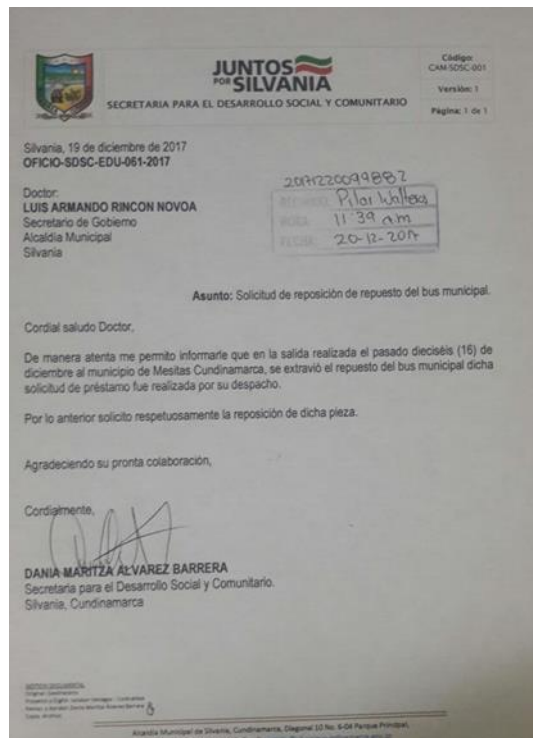 JUNTOS
POR SILVANIA
SECRETARIA PARA EL DESARROLLO SOCIAL Y COMUNITARIO
Código:
CAM-SDSC-001
Versión: 1
Página: 1 de 1
Silvania, 19 de diciembre de 2017
OFICIO-SDSC-EDU-061-2017
Doctor:
LUIS ARMANDO RINCON NOVOA
Secretario de Gobierno
Alcaldía Municipal
Silvania
2017122009988 2
Pilar
HORA: 11:39 a.m
FECHA: 20-12-2017
Asunto: Solicitud de reposición de repuesto del bus municipal.
Cordial saludo Doctor,
De manera atenta me permito informarle que en la salida realizada el pasado dieciséis (16) de
diciembre al municipio de Mesitas Cundinamarca, se extravió el repuesto del bus municipal dicha
solicitud de préstamo fue realizada por su despacho.
Por lo anterior solicito respetuosamente la reposición de dicha pieza.
Agradeciendo su pronta colaboración,
Cordialmente,
DANIA MARITZA ALVAREZ BARRERA
Secretaria para el Desarrollo Social y Comunitario.
Silvania, Cundinamarca
Alcaldía Municipal de Silvania, Cundinamarca, Diagonal 10 No. 6-04 Parque Principal,